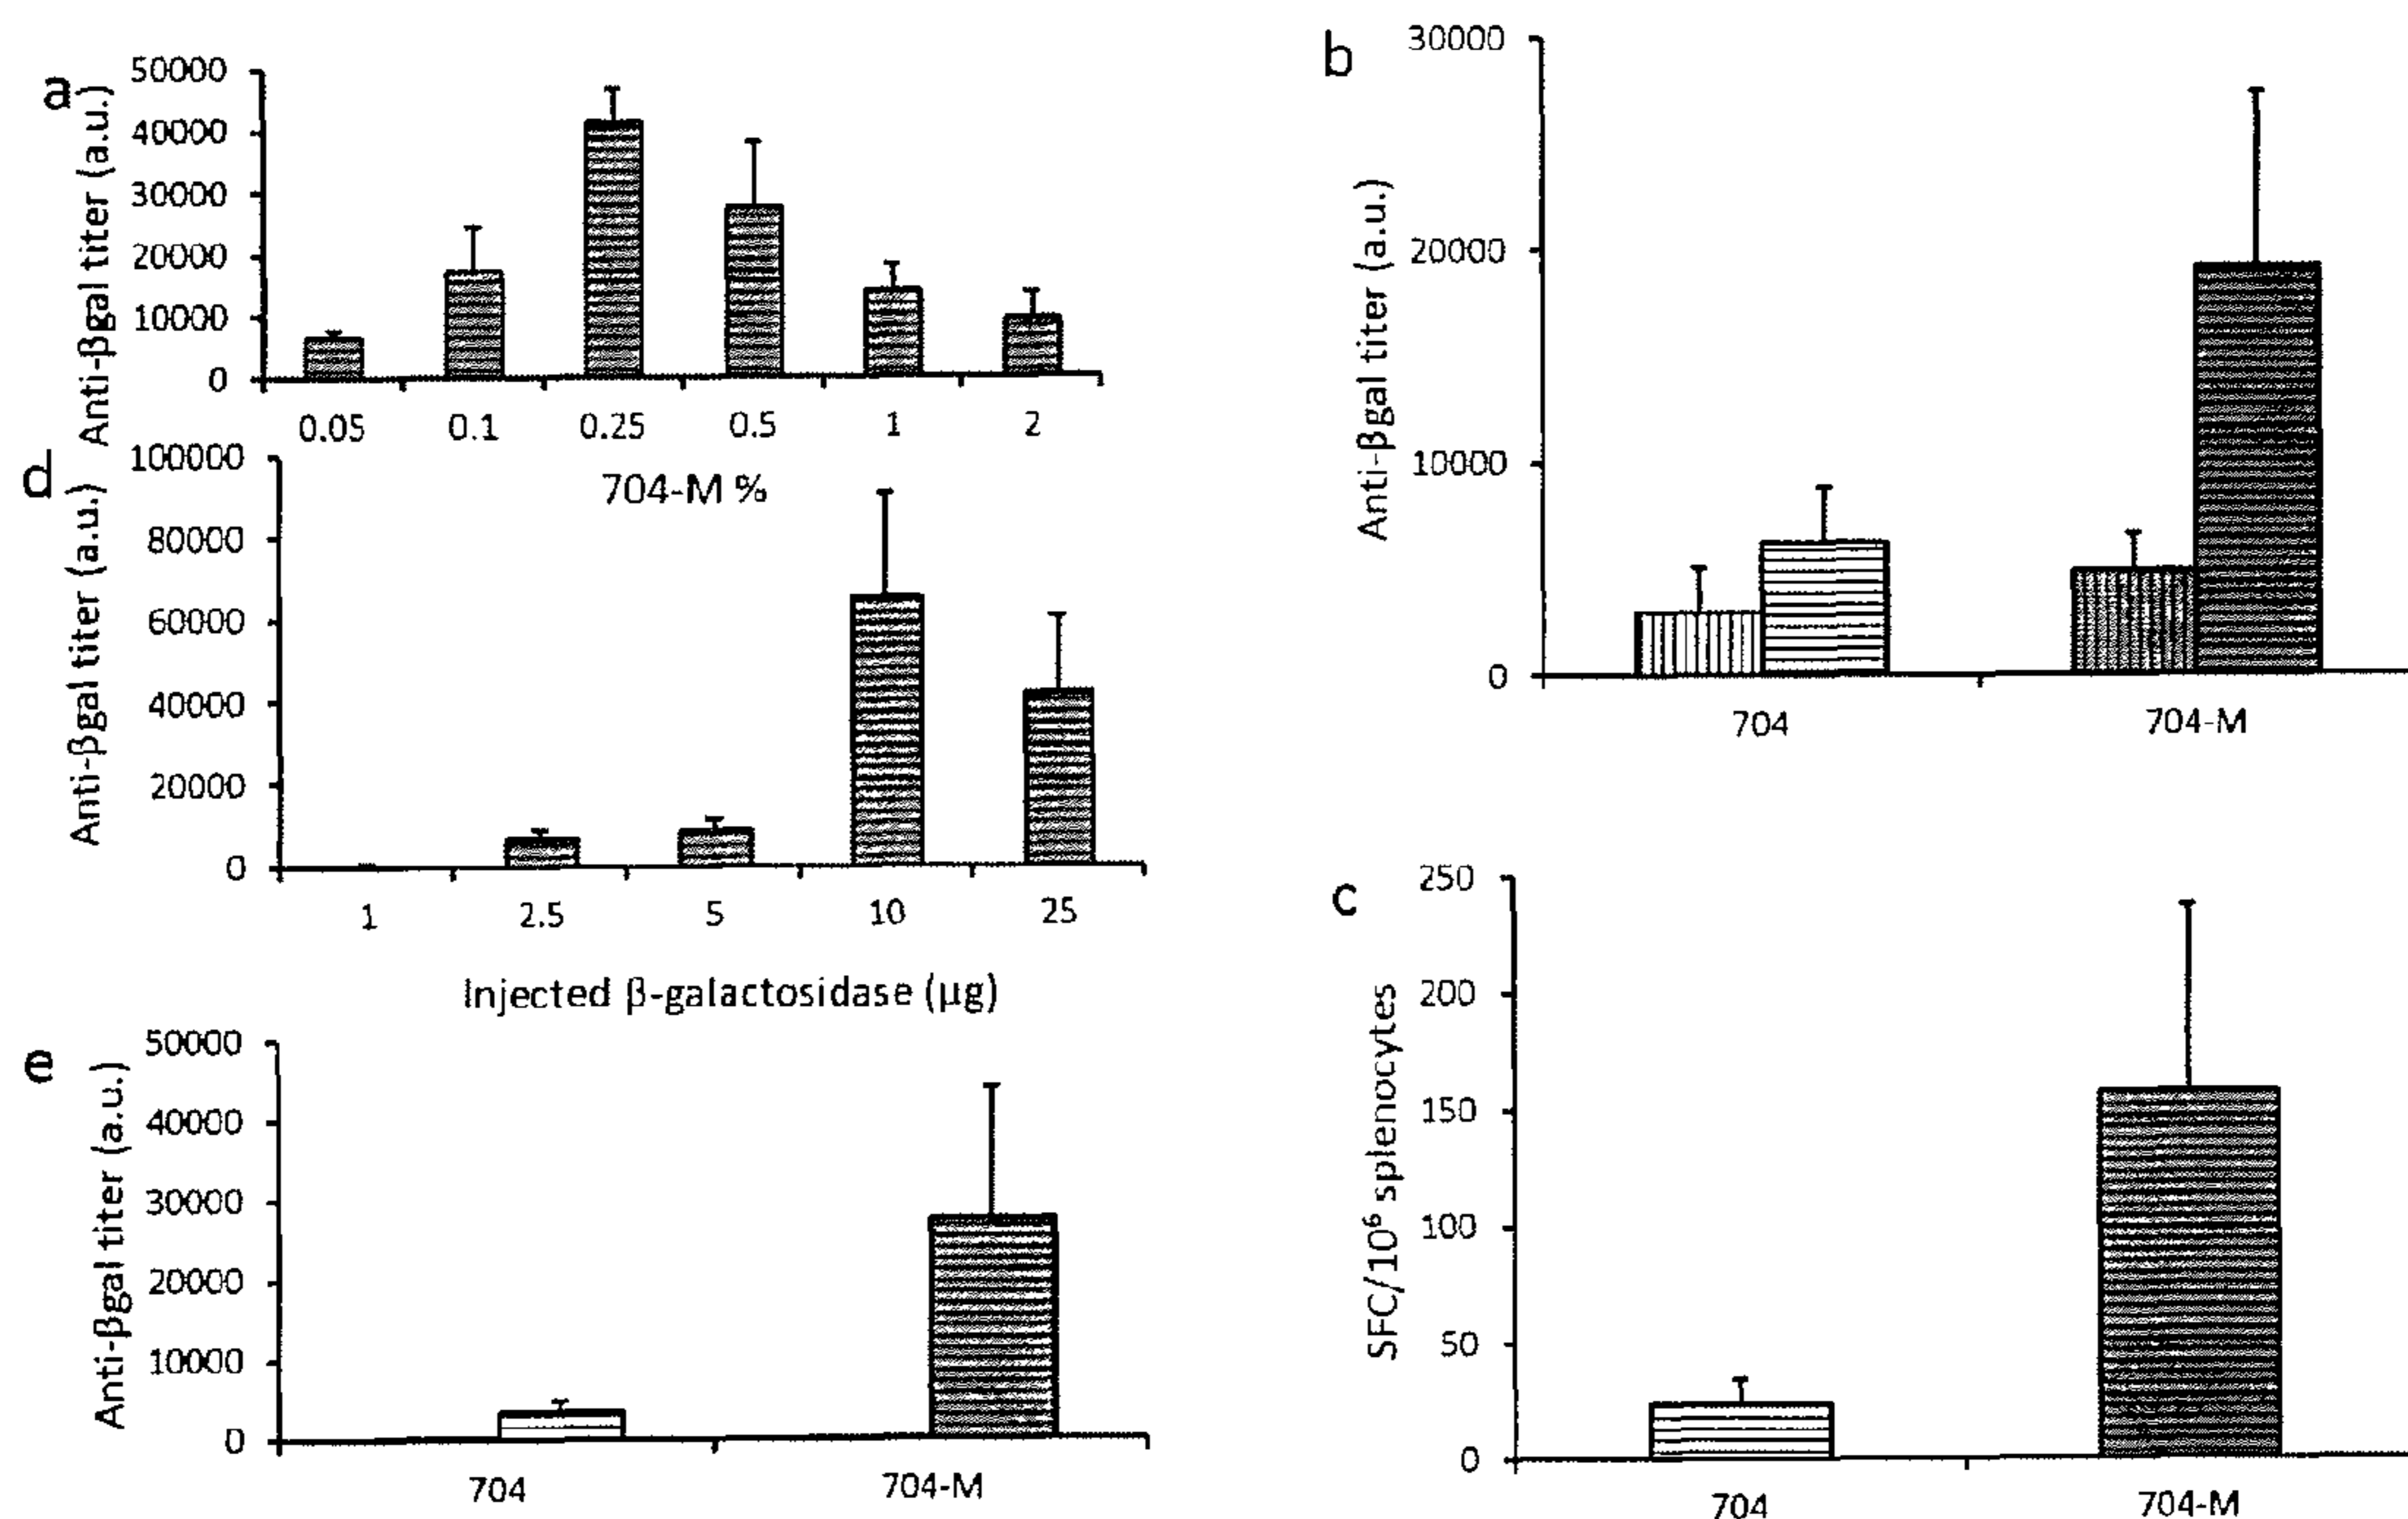 a
Anti-βgal titer (a.u.)
50000
40000
30000
20000
10000
0
0.05 0.1 0.25 0.5 1 2
704-M %
b
Anti-βgal titer (a.u.)
30000
20000
10000
0
704 704-M
d
Anti-βgal titer (a.u.)
100000
80000
60000
40000
20000
0
1 2.5 5 10 25
Injected β-galactosidase (µg)
c
SFC/10⁶ splenocytes
250
200
150
100
50
0
704 704-M
e
Anti-βgal titer (a.u.)
50000
40000
30000
20000
10000
0
704 704-M